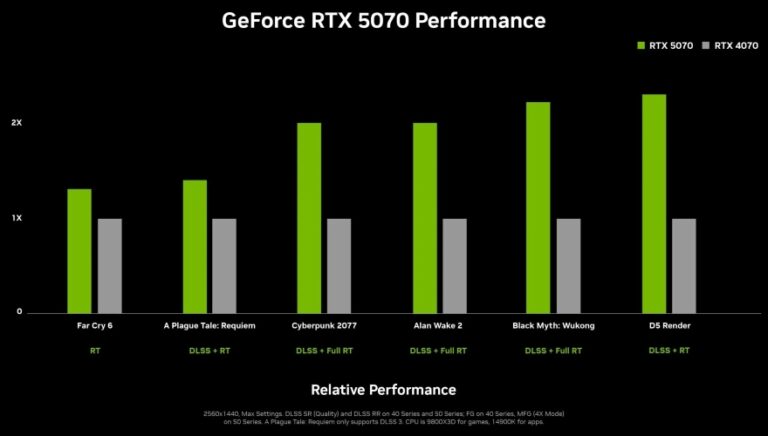 GeForce RTX 5070 Performance
RTX 5070 RTX 4070
2X
1X
0
Far Cry 6 A Plague Tale: Requiem Cyberpunk 2077 Alan Wake 2 Black Myth: Wukong D5 Render
RT DLSS + RT DLSS + Full RT DLSS + Full RT DLSS + Full RT DLSS + RT
Relative Performance
2560x1440, Max Settings. DLSS SR (Quality) and DLSS RR on 40 Series and 50 Series; FG on 40 Series, MFG (4X Mode)
on 50 Series. A Plague Tale: Requiem only supports DLSS 3. CPU is 9800X3D for games, 14900K for apps.